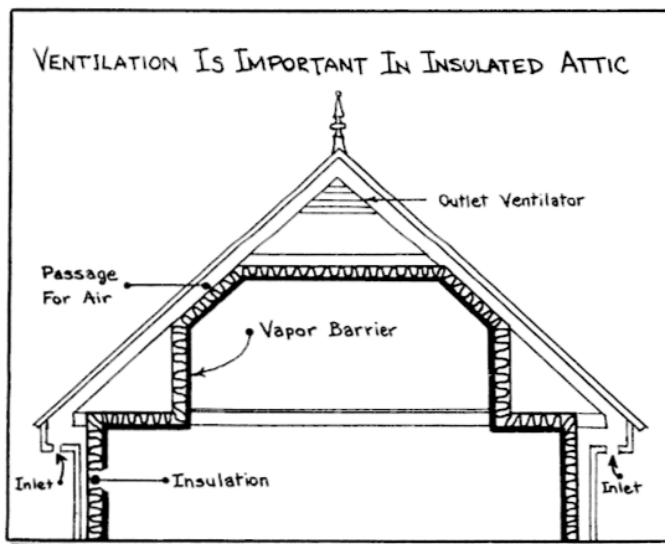 VENTILATION IS IMPORTANT IN INSULATED ATTIC
Outlet Ventilator
Passage
For Air
Vapor Barrier
Inlet
Insulation
Inlet